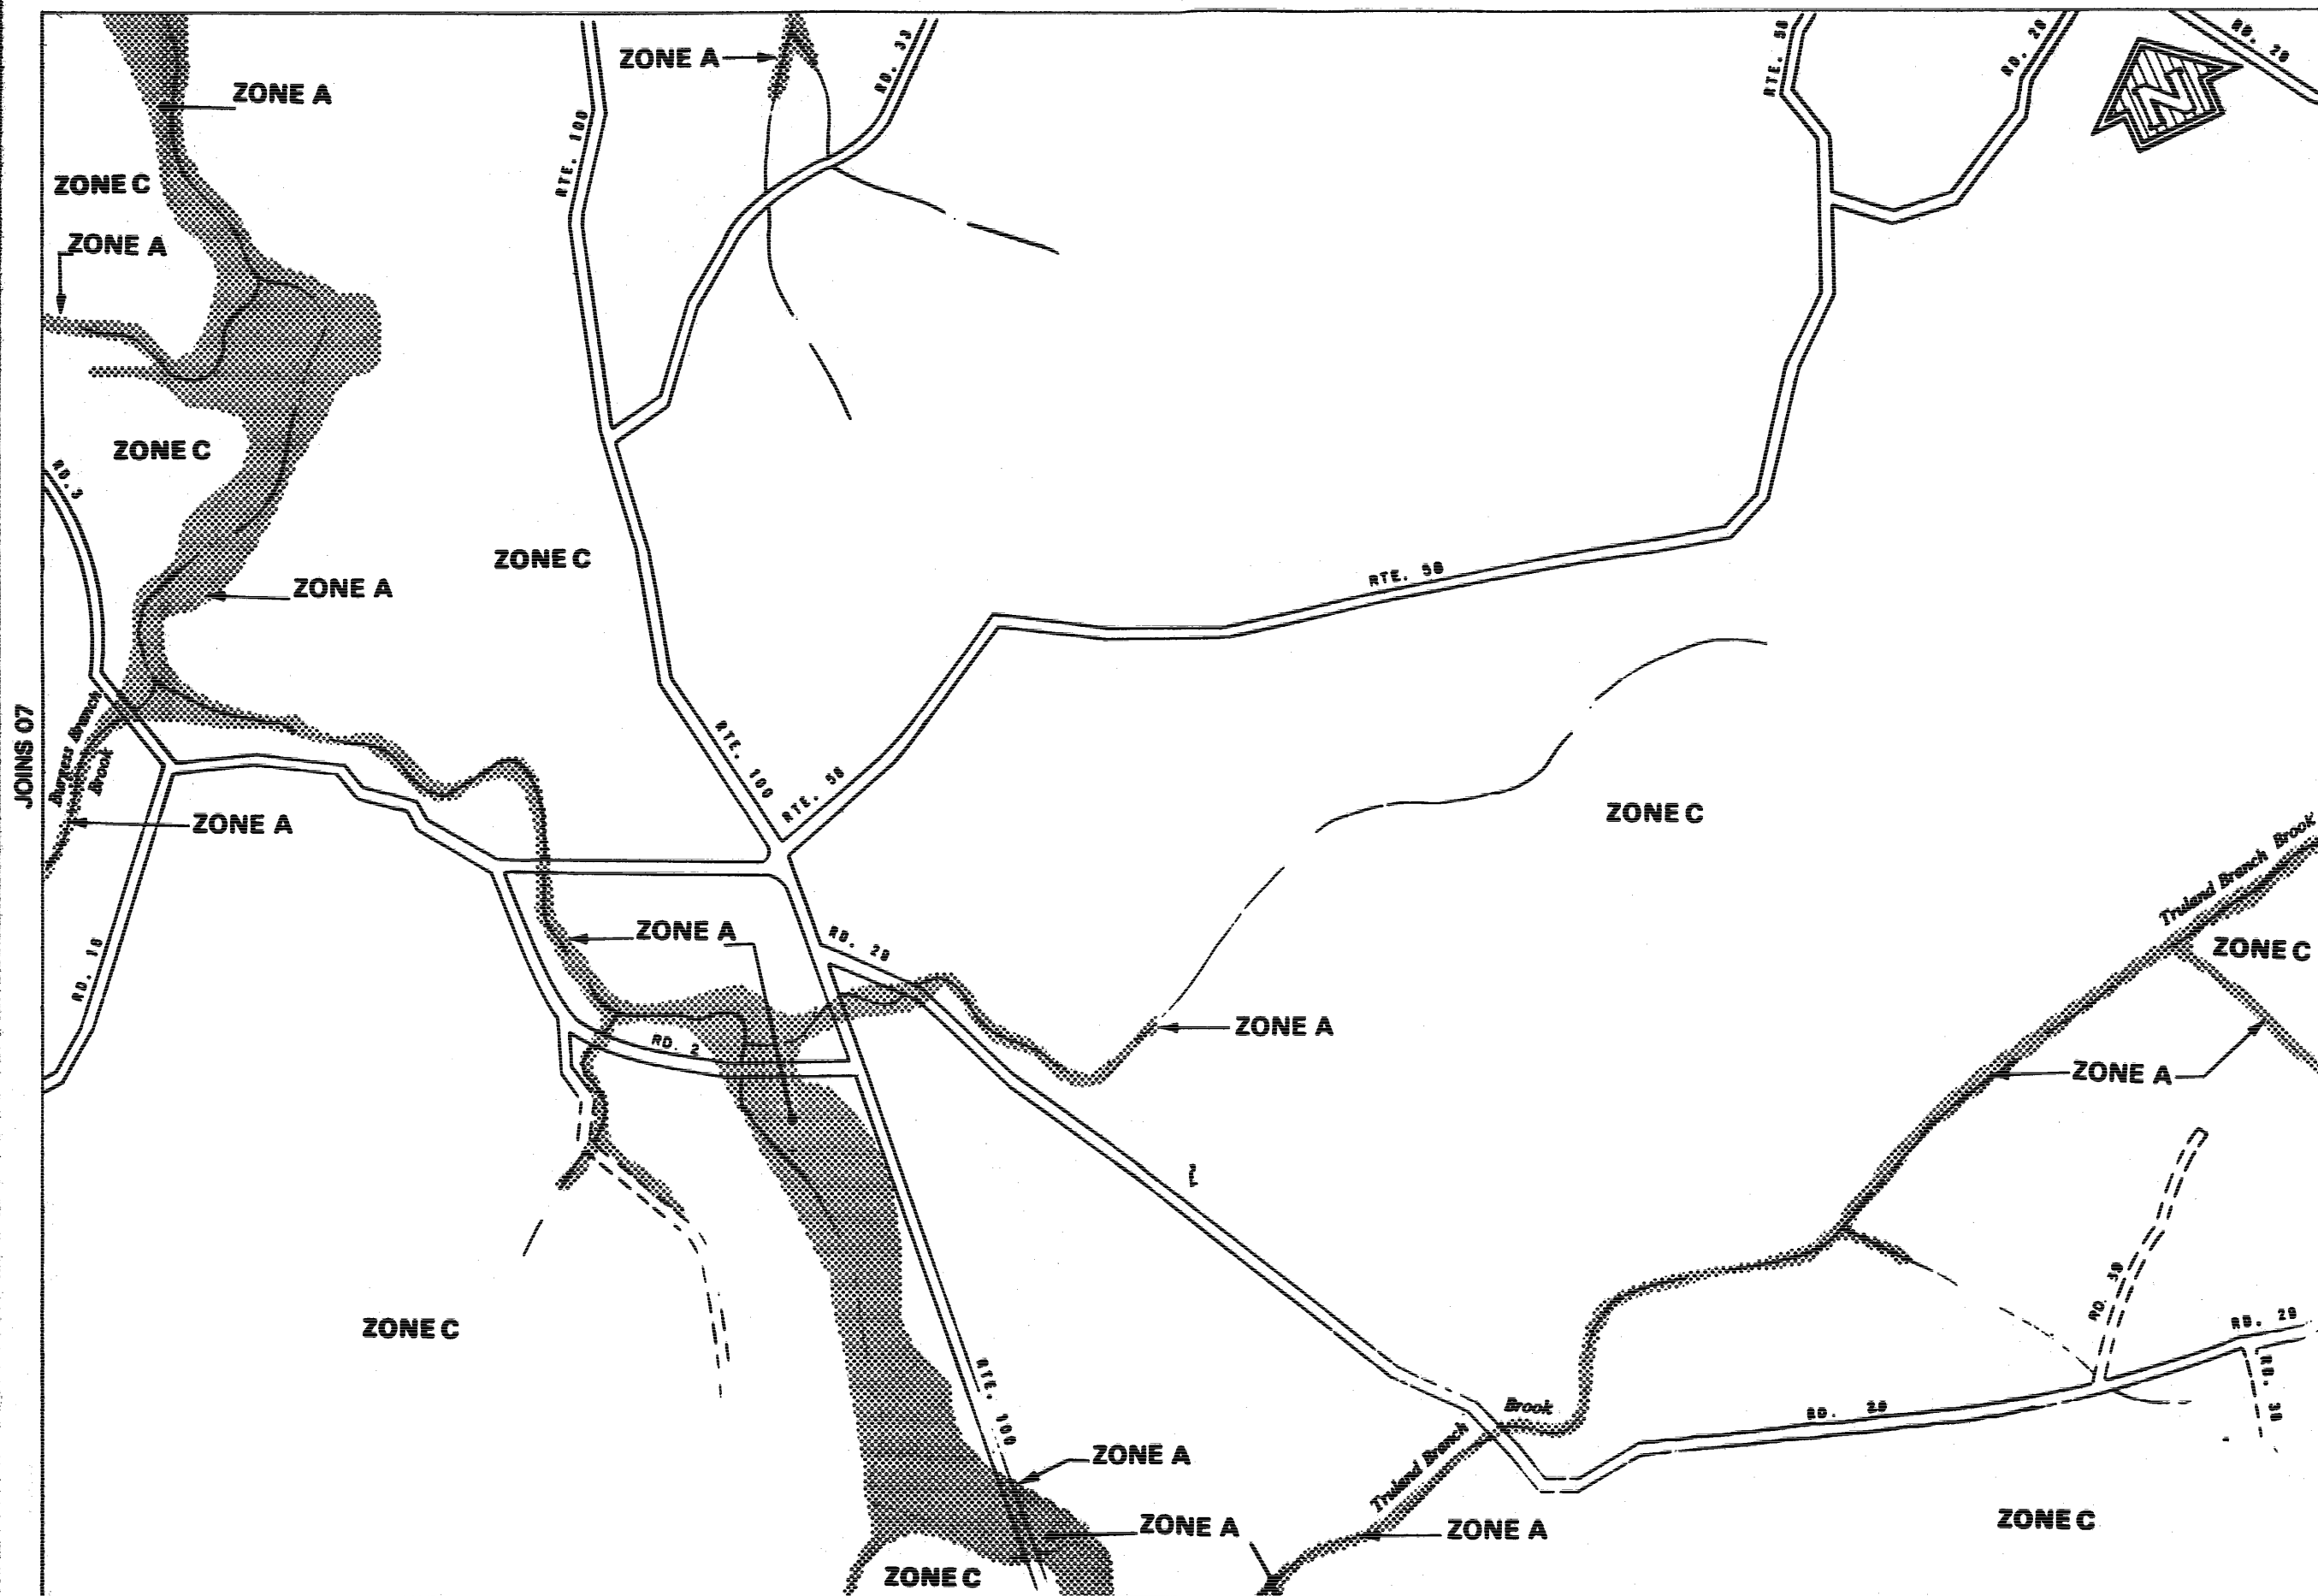 RTE. 58
RD. 28
RD. 28
RD. 33
ZONE A
N
ZONE A
RTE. 100
ZONE C
ZONE A
ZONE C
RD. 3
ZONE C
RTE. 58
ZONE A
JOINS 07
Burgess Branch
Brook
RTE. 100
RTE. 58
ZONE C
ZONE A
Truland Branch Brook
ZONE A
RD. 29
ZONE C
RD. 16
ZONE A
RD. 2
ZONE A
RD. 39
ZONE C
RD. 29
RTE. 100
RD. 30
Brook
RD. 29
Truland Branch
ZONE A
ZONE A
ZONE A
ZONE C
ZONE C